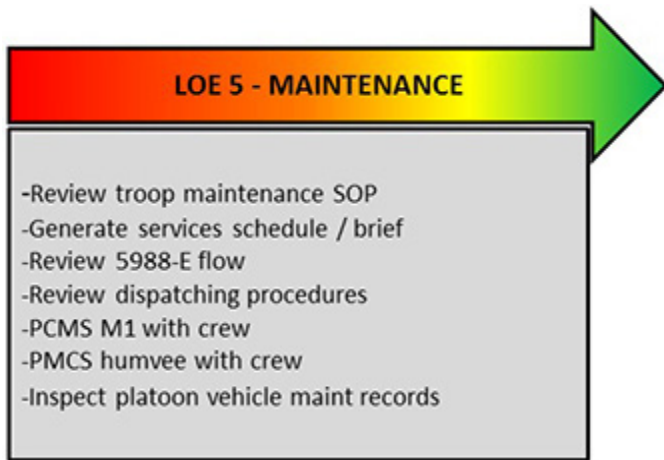 LOE 5 - MAINTENANCE
-Review troop maintenance SOP
-Generate services schedule / brief
-Review 5988-E flow
-Review dispatching procedures
-PCMS M1 with crew
-PMCS humvee with crew
-Inspect platoon vehicle maint records